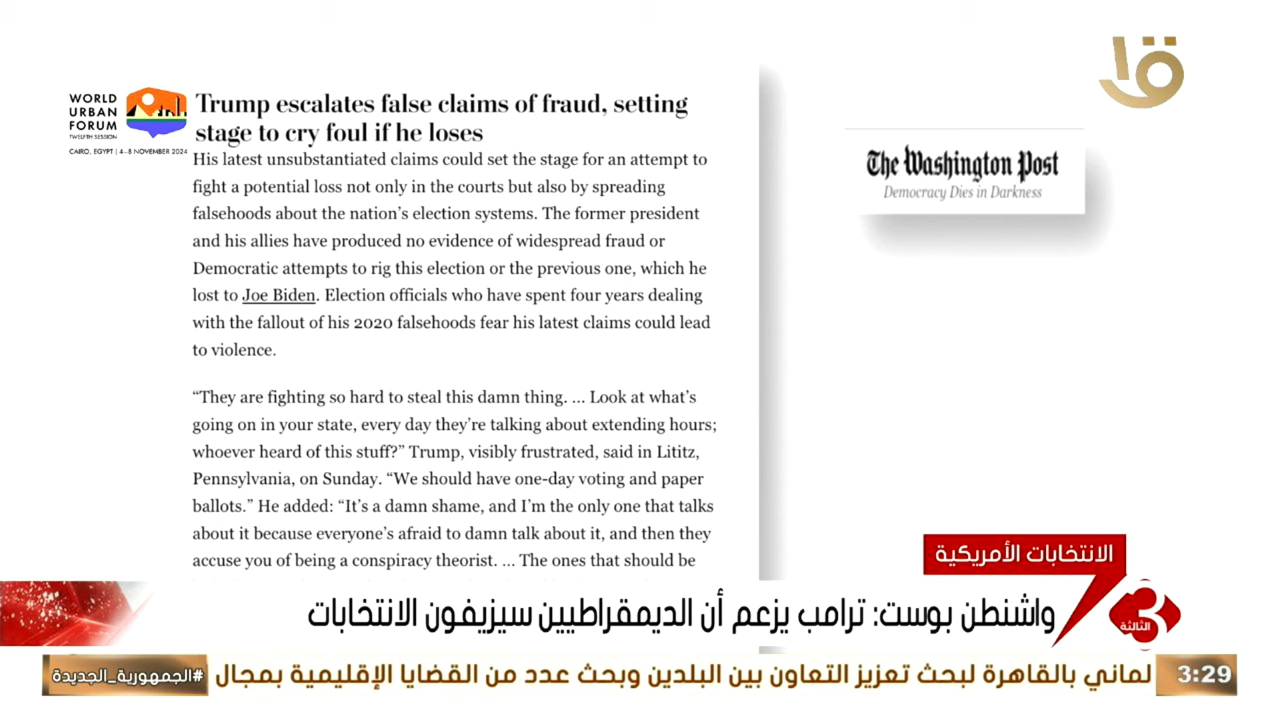 WORLD
URBAN
FORUM
TWELFTH SESSION
CAIRO, EGYPT | 4-8 NOVEMBER 2024
Trump escalates false claims of fraud, setting
stage to cry foul if he loses
His latest unsubstantiated claims could set the stage for an attempt to
fight a potential loss not only in the courts but also by spreading
falsehoods about the nation's election systems. The former president
and his allies have produced no evidence of widespread fraud or
Democratic attempts to rig this election or the previous one, which he
lost to Joe Biden. Election officials who have spent four years dealing
with the fallout of his 2020 falsehoods fear his latest claims could lead
to violence.
“They are fighting so hard to steal this damn thing. ... Look at what's
going on in your state, every day they're talking about extending hours;
whoever heard of this stuff?” Trump, visibly frustrated, said in Lititz,
Pennsylvania, on Sunday. “We should have one-day voting and paper
ballots.” He added: “It's a damn shame, and I'm the only one that talks
about it because everyone's afraid to damn talk about it, and then they
accuse you of being a conspiracy theorist. ... The ones that should be
The Washington Post
Democracy Dies in Darkness
الانتخابات الأمريكية
3
الثالثة
واشنطن بوست: ترامب يزعم أن الديمقراطيين سيزيفون الانتخابات
3:29
لماني بالقاهرة لبحث تعزيز التعاون بين البلدين وبحث عدد من القضايا الإقليمية بمجال
#الجمهورية_الجديدة